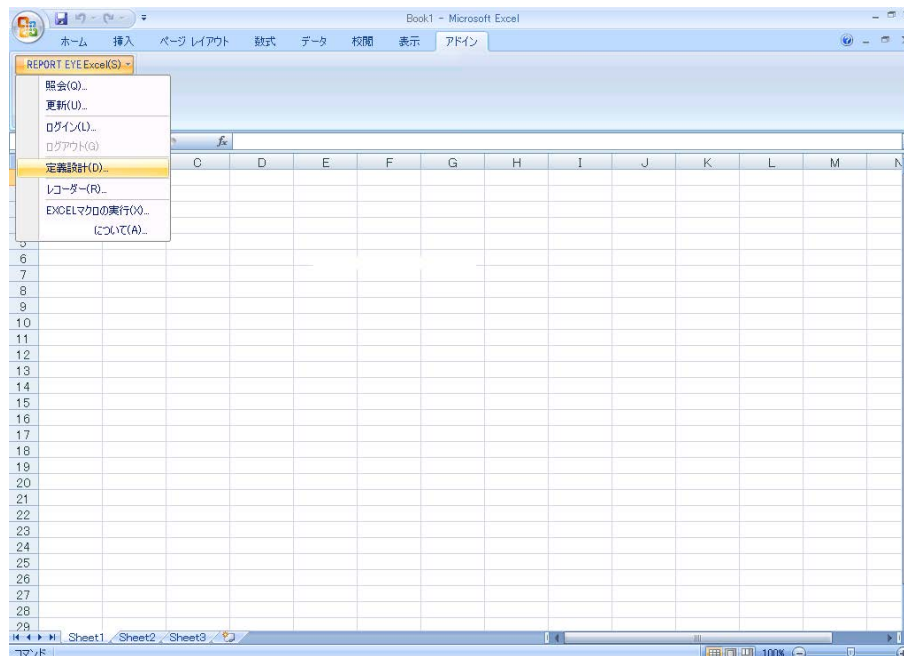 Book1 - Microsoft Excel
ホーム 挿入 ページ レイアウト 数式 データ 校閲 表示 アドイン
REPORT EYE Excel(S)
照会(Q)...
更新(U)...
ログイン(L)...
ログアウト(G)
定義設計(D)...
レコーダー(R)...
EXCELマクロの実行(X)...
について(A)...
fx
C D E F G H I J K L M N
5
6
7
8
9
10
11
12
13
14
15
16
17
18
19
20
21
22
23
24
25
26
27
28
29
Sheet1 Sheet2 Sheet3
コマンド 100%